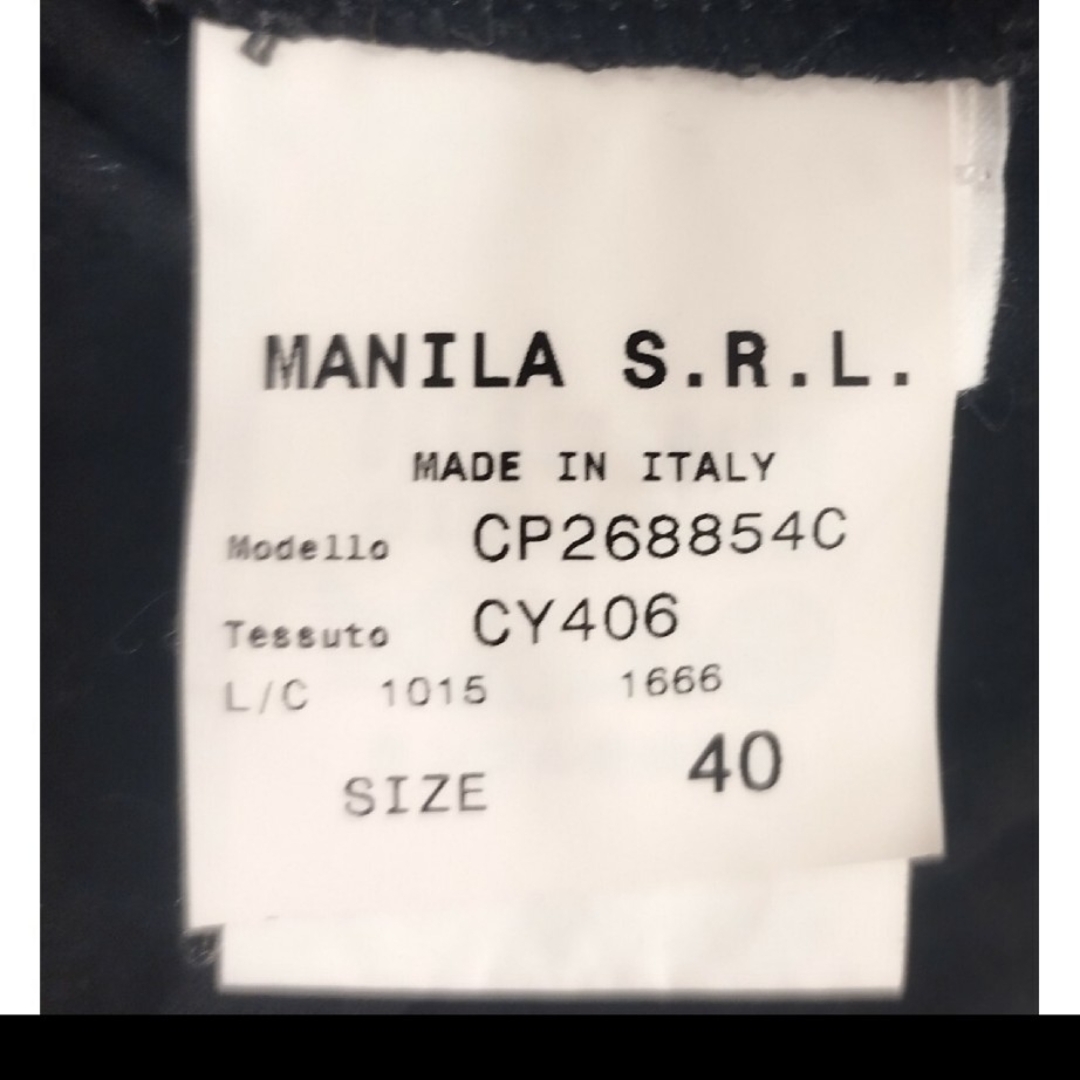 MANILA S.R.L.
MADE IN ITALY
Modello CP268854C
Tessuto CY406
L/C 1015 1666
SIZE 40